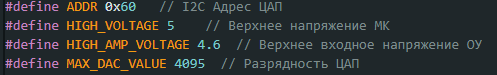 #define ADDR 0x60   // I2C Адрес ЦАП
#define HIGH_VOLTAGE 5    // Верхнее напряжение МК
#define HIGH_AMP_VOLTAGE 4.6  // Верхнее входное напряжение ОУ
#define MAX_DAC_VALUE 4095  // Разрядность ЦАП